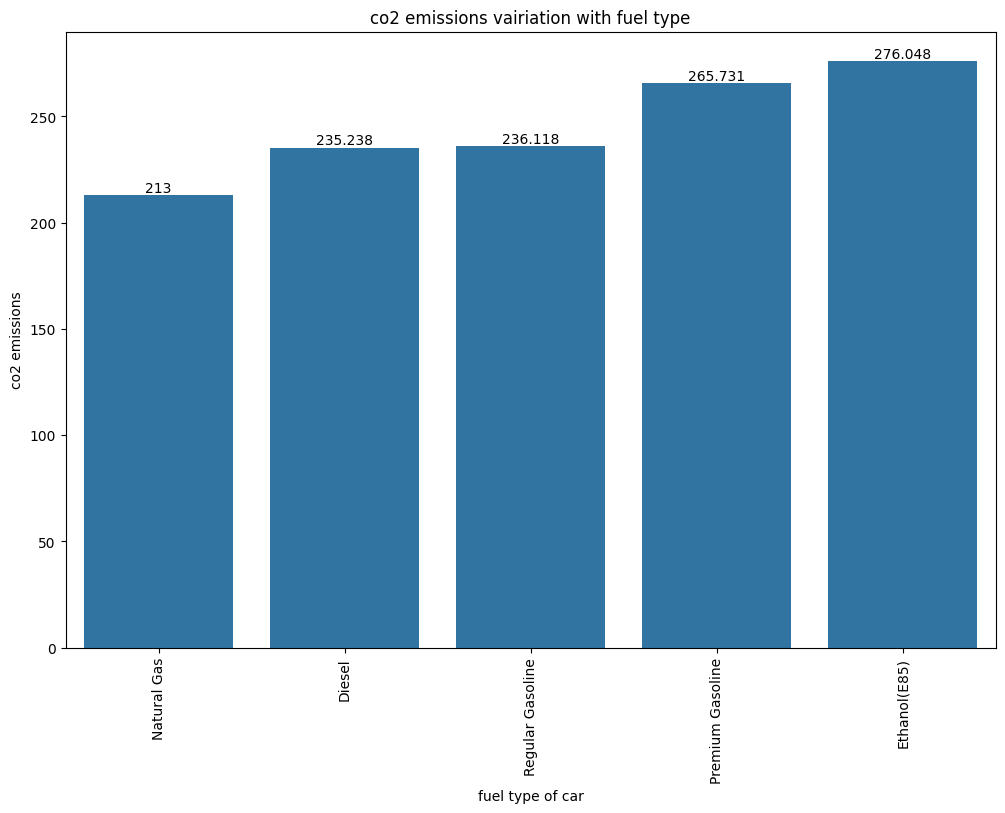 co2 emissions vairiation with fuel type
276.048
265.731
235.238
236.118
213
250
200
150
100
50
0
co2 emissions
Natural Gas
Diesel
Regular Gasoline
Premium Gasoline
Ethanol(E85)
fuel type of car